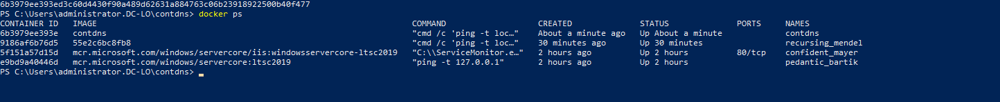 6b3979ee393ed3c60d4430f90a489d62631a884763c06b23918922500b40f477
PS C:\Users\administrator.DC-LO\contdns> docker ps
CONTAINER ID   IMAGE                                                            COMMAND                  CREATED              STATUS              PORTS     NAMES
6b3979ee393e   contdns                                                          "cmd /c 'ping -t loc…"   About a minute ago   Up About a minute             contdns
9186af6b76d5   55e2c6bc8fb8                                                     "cmd /c 'ping -t loc…"   30 minutes ago       Up 30 minutes                 recursing_mendel
5f151a57d15d   mcr.microsoft.com/windows/servercore/iis:windowsservercore-ltsc2019   "C:\\ServiceMonitor.e…"   2 hours ago          Up 2 hours          80/tcp    confident_mayer
e9bd9a40446d   mcr.microsoft.com/windows/servercore:ltsc2019                    "ping -t 127.0.0.1"      2 hours ago          Up 2 hours                    pedantic_bartik
PS C:\Users\administrator.DC-LO\contdns>